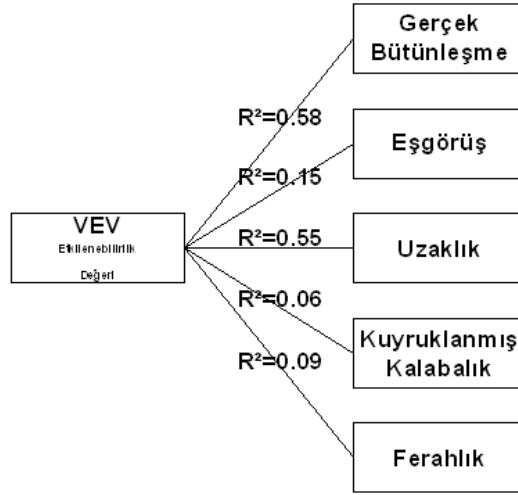 Gerçek
Bütünleşme
R²=0.58
Eşgörüş
R²=0.15
VEV
Etkilenebilirlik
Değeri
R²=0.55
Uzaklık
R²=0.06
Kuyruklanmış
Kalabalık
R²=0.09
Ferahlık